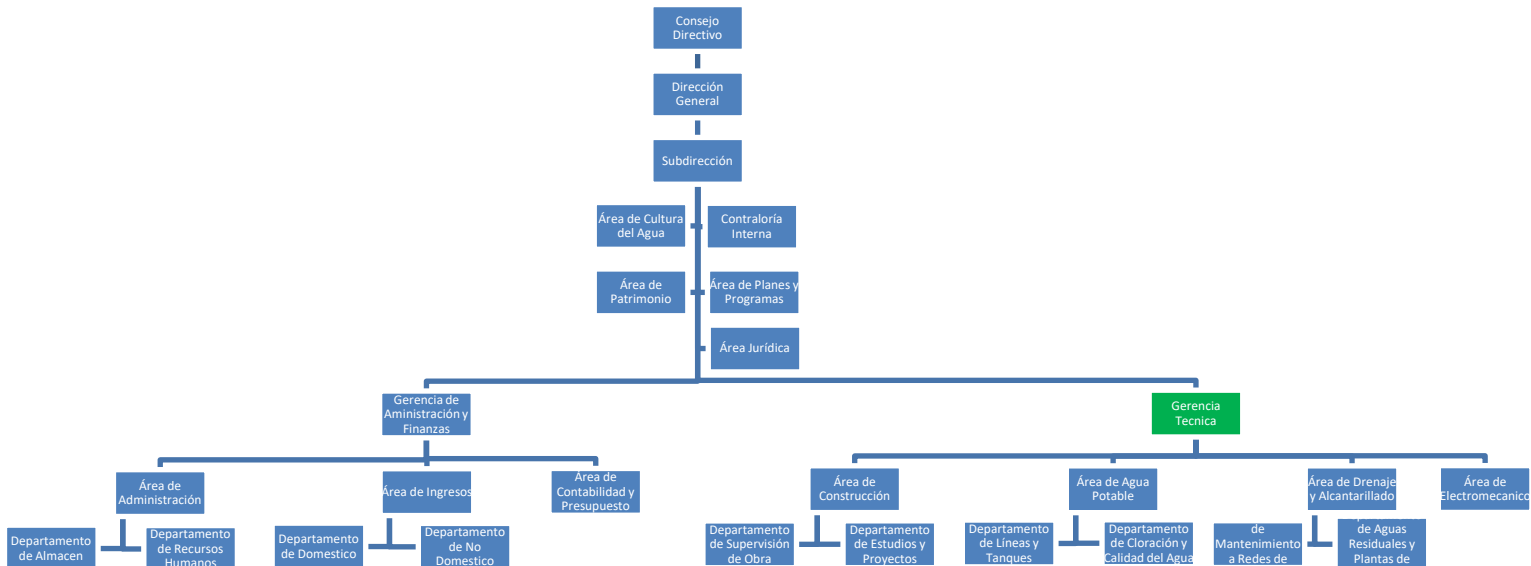 Consejo
Directivo
Dirección
General
Subdirección
Área de Cultura
del Agua
Contraloría
Interna
Área de
Patrimonio
Área de Planes y
Programas
Área Jurídica
Gerencia de
Aministración y
Finanzas
Gerencia
Tecnica
Área de
Administración
Área de Ingresos
Área de
Contabilidad y
Presupuesto
Área de
Construcción
Área de Agua
Potable
Área de Drenaje
y Alcantarillado
Área de
Electromecanico
Departamento
de Almacen
Departamento
de Recursos
Humanos
Departamento
de Domestico
Departamento
de No
Domestico
Departamento
de Supervisión
de Obra
Departamento
de Estudios y
Proyectos
Departamento
de Líneas y
Tanques
Departamento
de Cloración y
Calidad del Agua
de
Mantenimiento
a Redes de
de Aguas
Residuales y
Plantas de